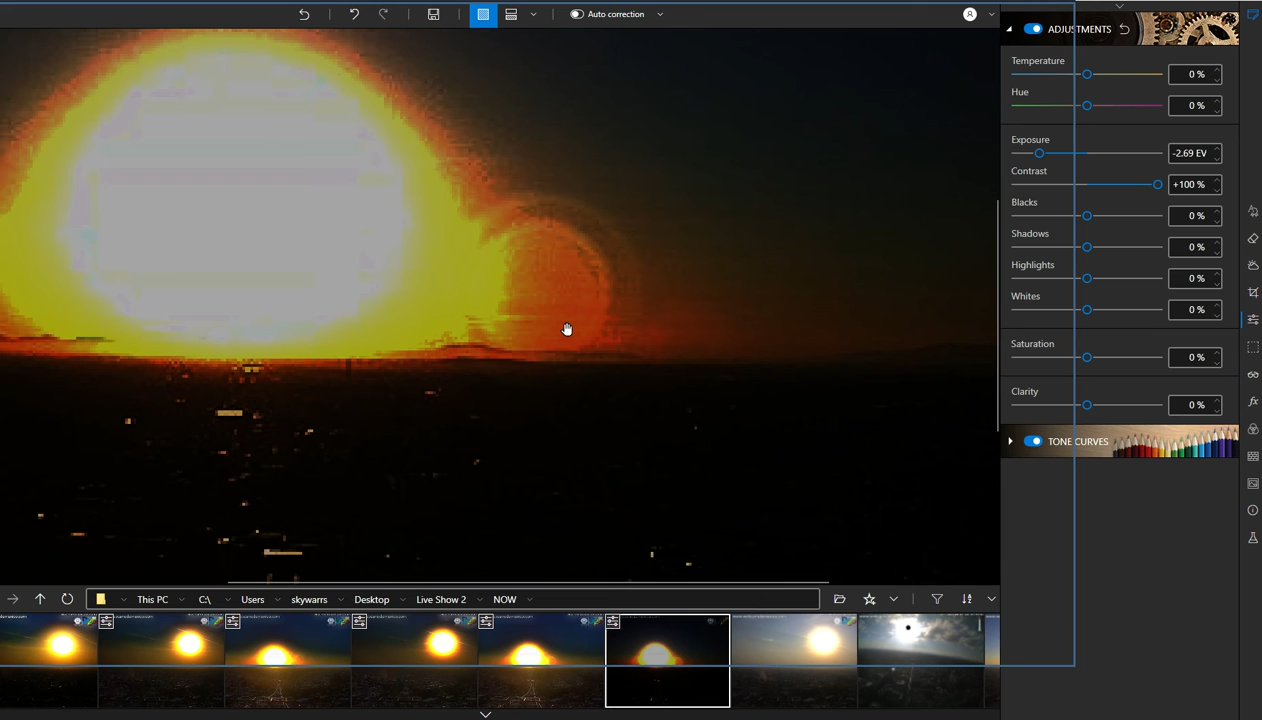 Auto correction
ADJUSTMENTS
Temperature
0 %
Hue
0 %
Exposure
-2.69 EV
Contrast
+100 %
Blacks
0 %
Shadows
0 %
Highlights
0 %
Whites
0 %
Saturation
0 %
Clarity
0 %
TONE CURVES
This PC C:\ Users skywarrs Desktop Live Show 2 NOW